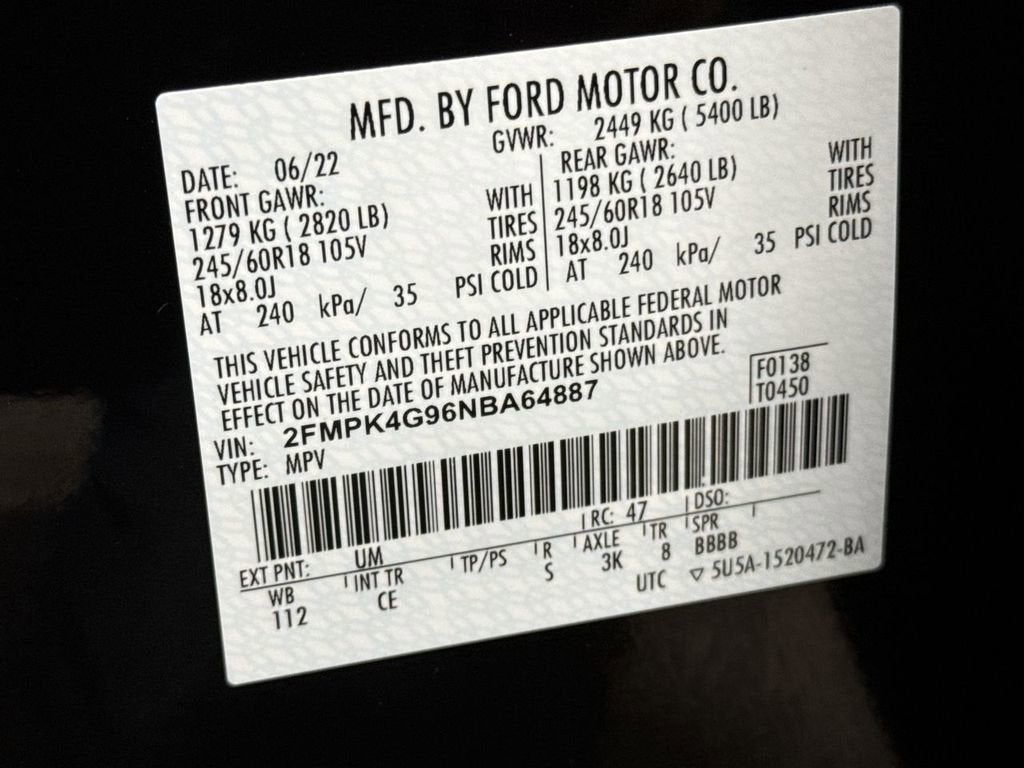 MFD. BY FORD MOTOR CO.
DATE: 06/22 GVWR: 2449 KG ( 5400 LB)
FRONT GAWR: REAR GAWR:
1279 KG ( 2820 LB) WITH 1198 KG ( 2640 LB) WITH
245/60R18 105V TIRES 245/60R18 105V TIRES
18x8.0J RIMS 18x8.0J RIMS
AT 240 kPa/ 35 PSI COLD AT 240 kPa/ 35 PSI COLD
THIS VEHICLE CONFORMS TO ALL APPLICABLE FEDERAL MOTOR
VEHICLE SAFETY AND THEFT PREVENTION STANDARDS IN
EFFECT ON THE DATE OF MANUFACTURE SHOWN ABOVE.
VIN: 2FMPK4G96NBA64887 F0138
TYPE: MPV T0450
EXT PNT: UM RC: 47 DSO:
WB INT TR TP/PS R AXLE TR SPR
112 CE S 3K 8 BBBB
UTC ▽ 5U5A-1520472-BA